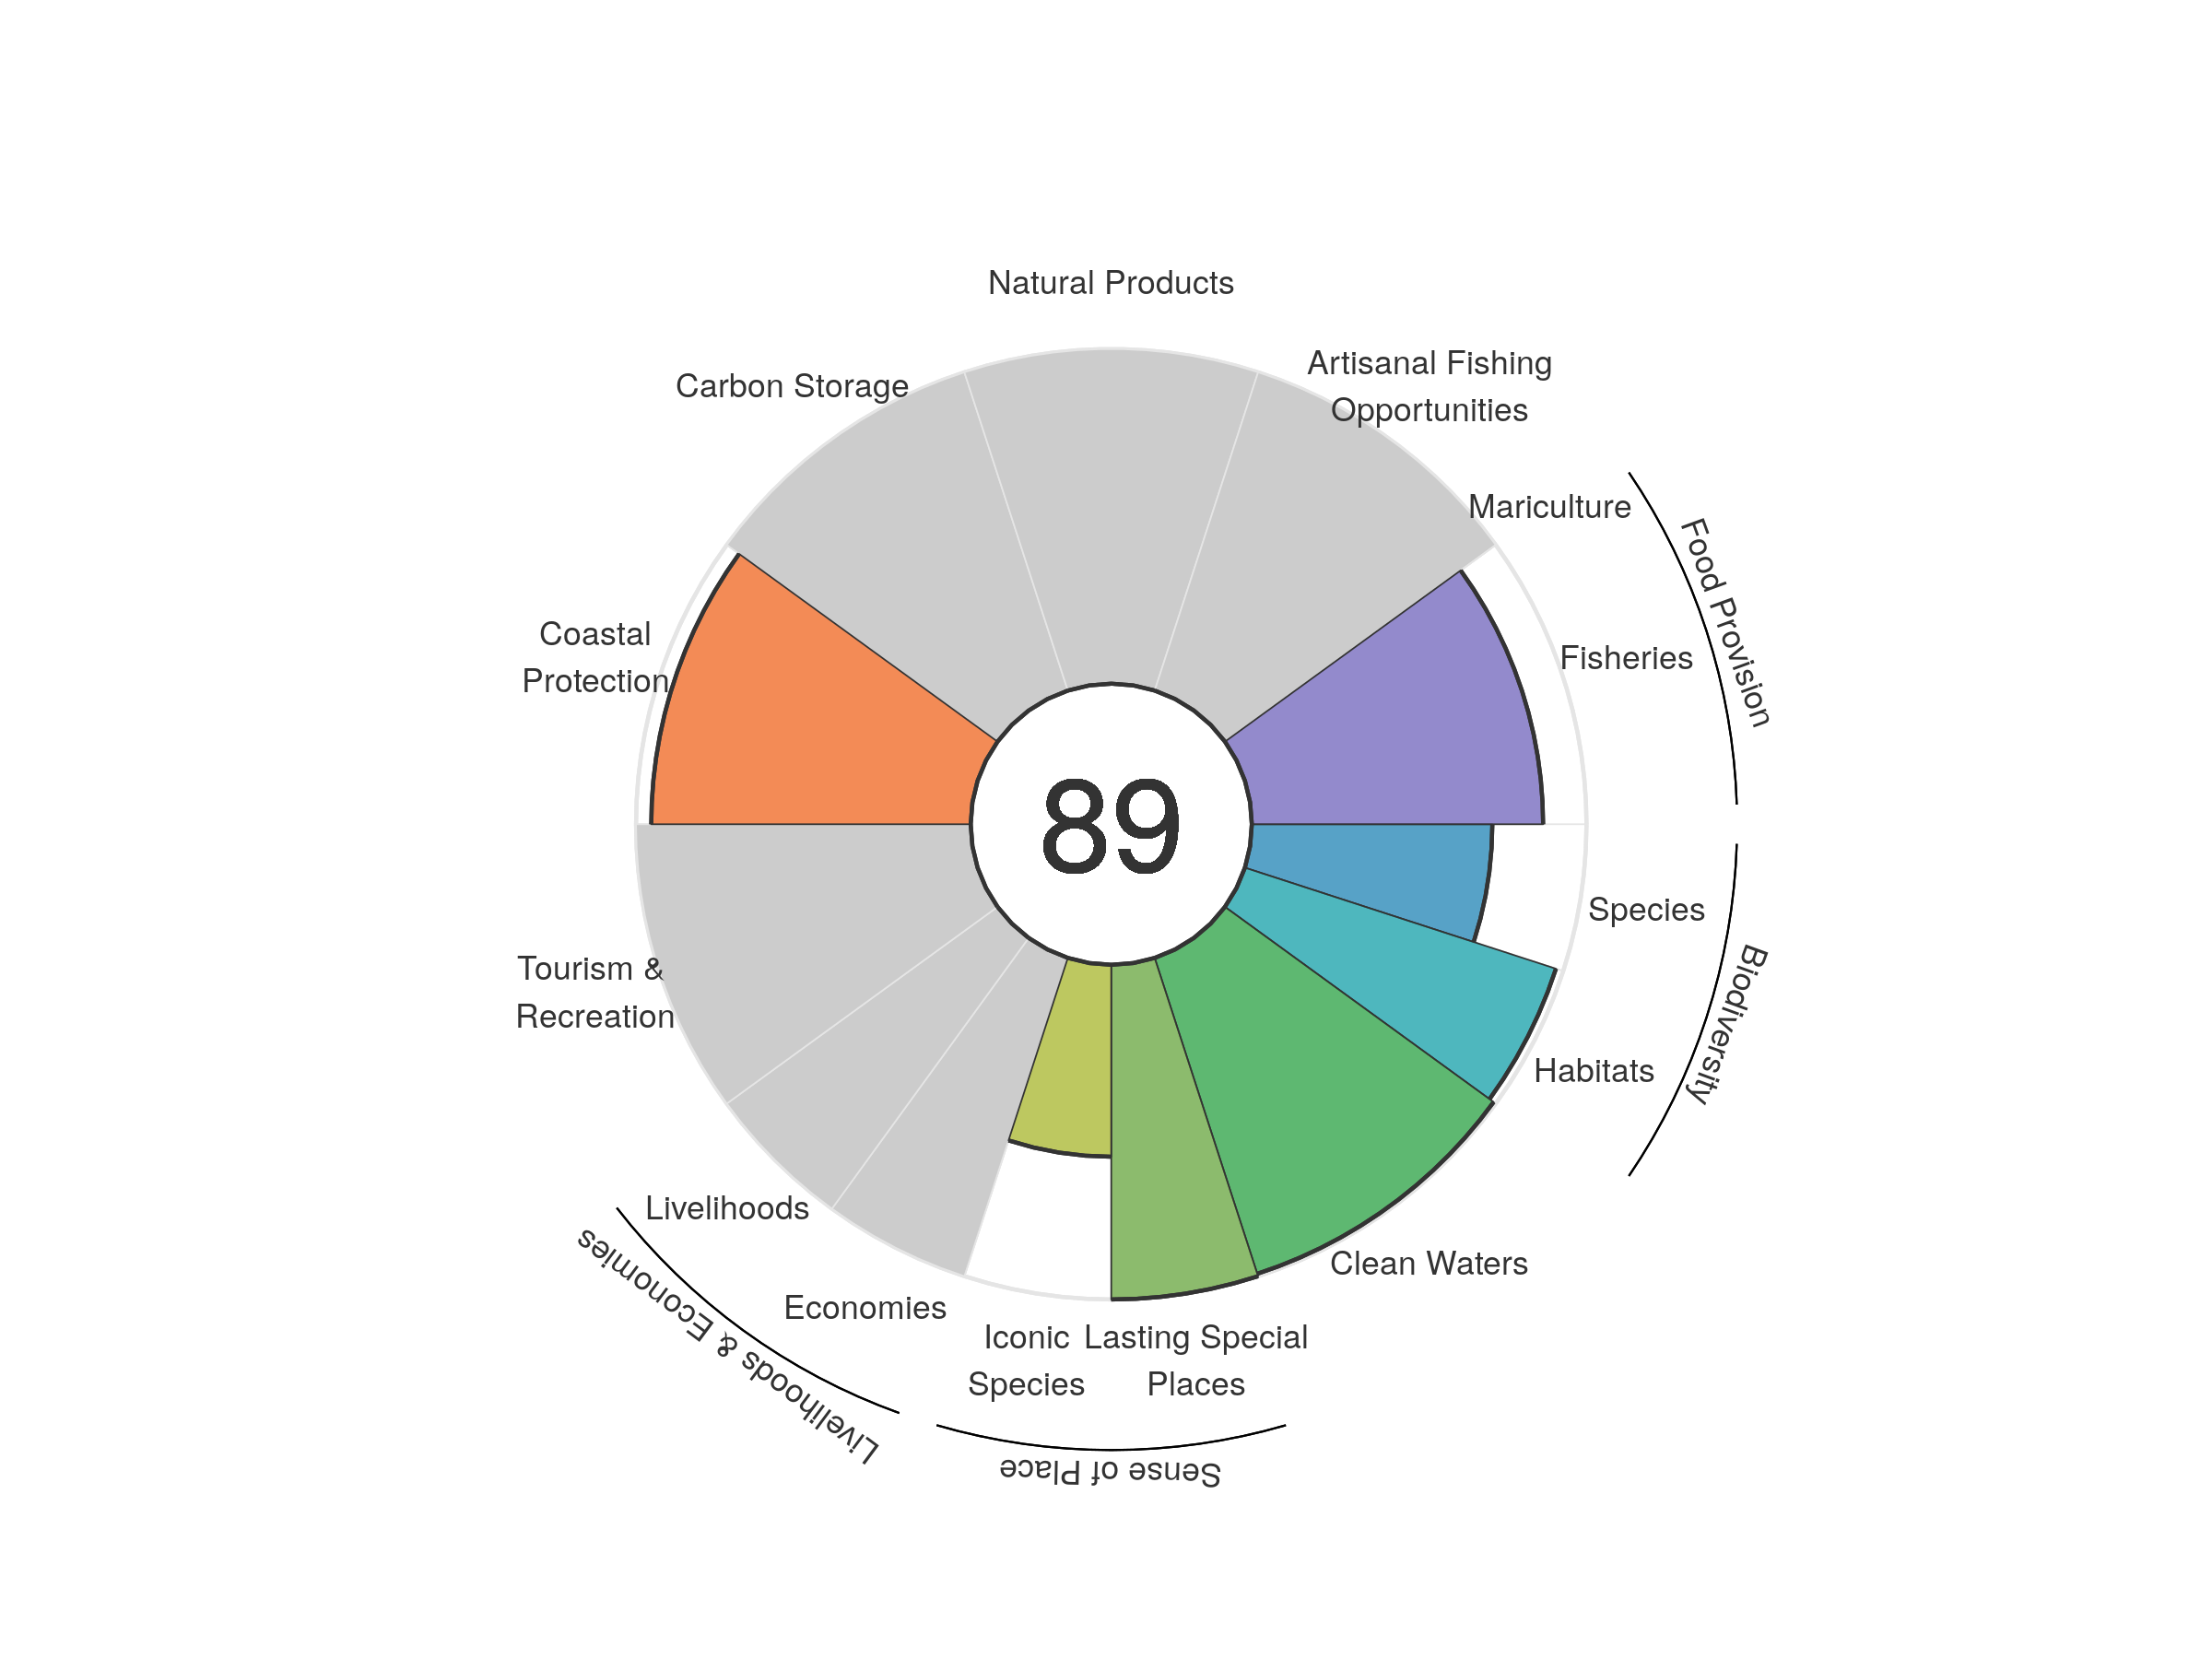 Natural Products
Artisanal Fishing
Opportunities
Carbon Storage
Mariculture
Food Provision
Fisheries
Coastal
Protection
89
Species
Biodiversity
Tourism &
Recreation
Habitats
Livelihoods
Clean Waters
Economies
Livelihoods & Economies
Iconic
Species
Lasting Special
Places
Sense of Place